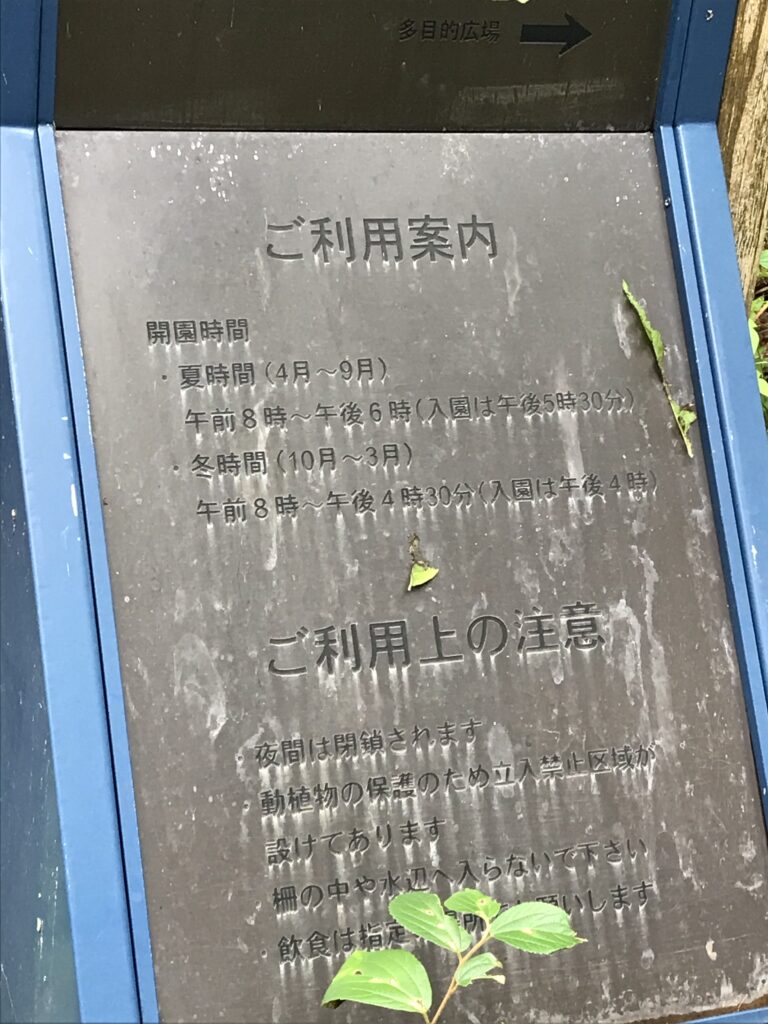 多目的広場
ご利用案内
開園時間
・夏時間(4月～9月)
午前8時～午後6時(入園は午後5時30分)
・冬時間(10月～3月)
午前8時～午後4時30分(入園は午後4時)
ご利用上の注意
・夜間は閉鎖されます
・動植物の保護のため立入禁止区域が
設けてあります
柵の中や水辺へ入らないで下さい
・飲食は指定 場所 お願いします